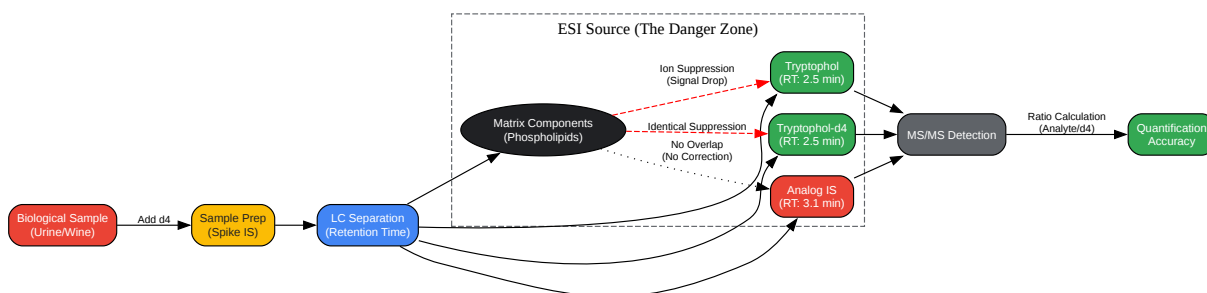 ESI Source (The Danger Zone)
Biological Sample
(Urine/Wine)
Add d4
Sample Prep
(Spike IS)
LC Separation
(Retention Time)
Matrix Components
(Phospholipids)
Ion Suppression
(Signal Drop)
Identical Suppression
No Overlap
(No Correction)
Tryptophol
(RT: 2.5 min)
Tryptophol-d4
(RT: 2.5 min)
Analog IS
(RT: 3.1 min)
MS/MS Detection
Ratio Calculation
(Analyte/d4)
Quantification
Accuracy